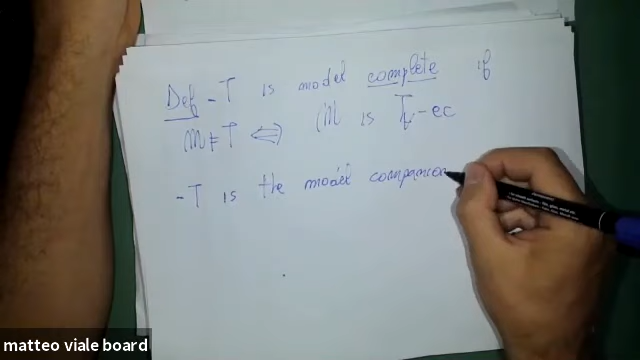 Def - T is model complete if
M ⊨ T ⟺ M is T-ec
- T is the model companion
matteo viale board